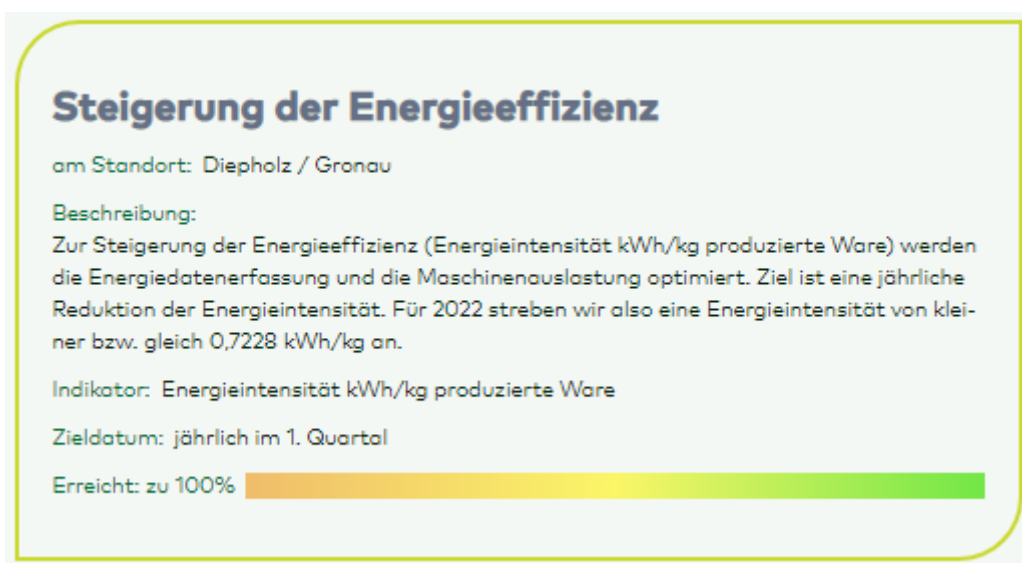 Steigerung der Energieeffizienz
am Standort: Diepholz / Gronau
Beschreibung:
Zur Steigerung der Energieeffizienz (Energieintensität kWh/kg produzierte Ware) werden
die Energiedatenerfassung und die Maschinenauslastung optimiert. Ziel ist eine jährliche
Reduktion der Energieintensität. Für 2022 streben wir also eine Energieintensität von klei-
ner bzw. gleich 0,7228 kWh/kg an.
Indikator: Energieintensität kWh/kg produzierte Ware
Zieldatum: jährlich im 1. Quartal
Erreicht: zu 100%